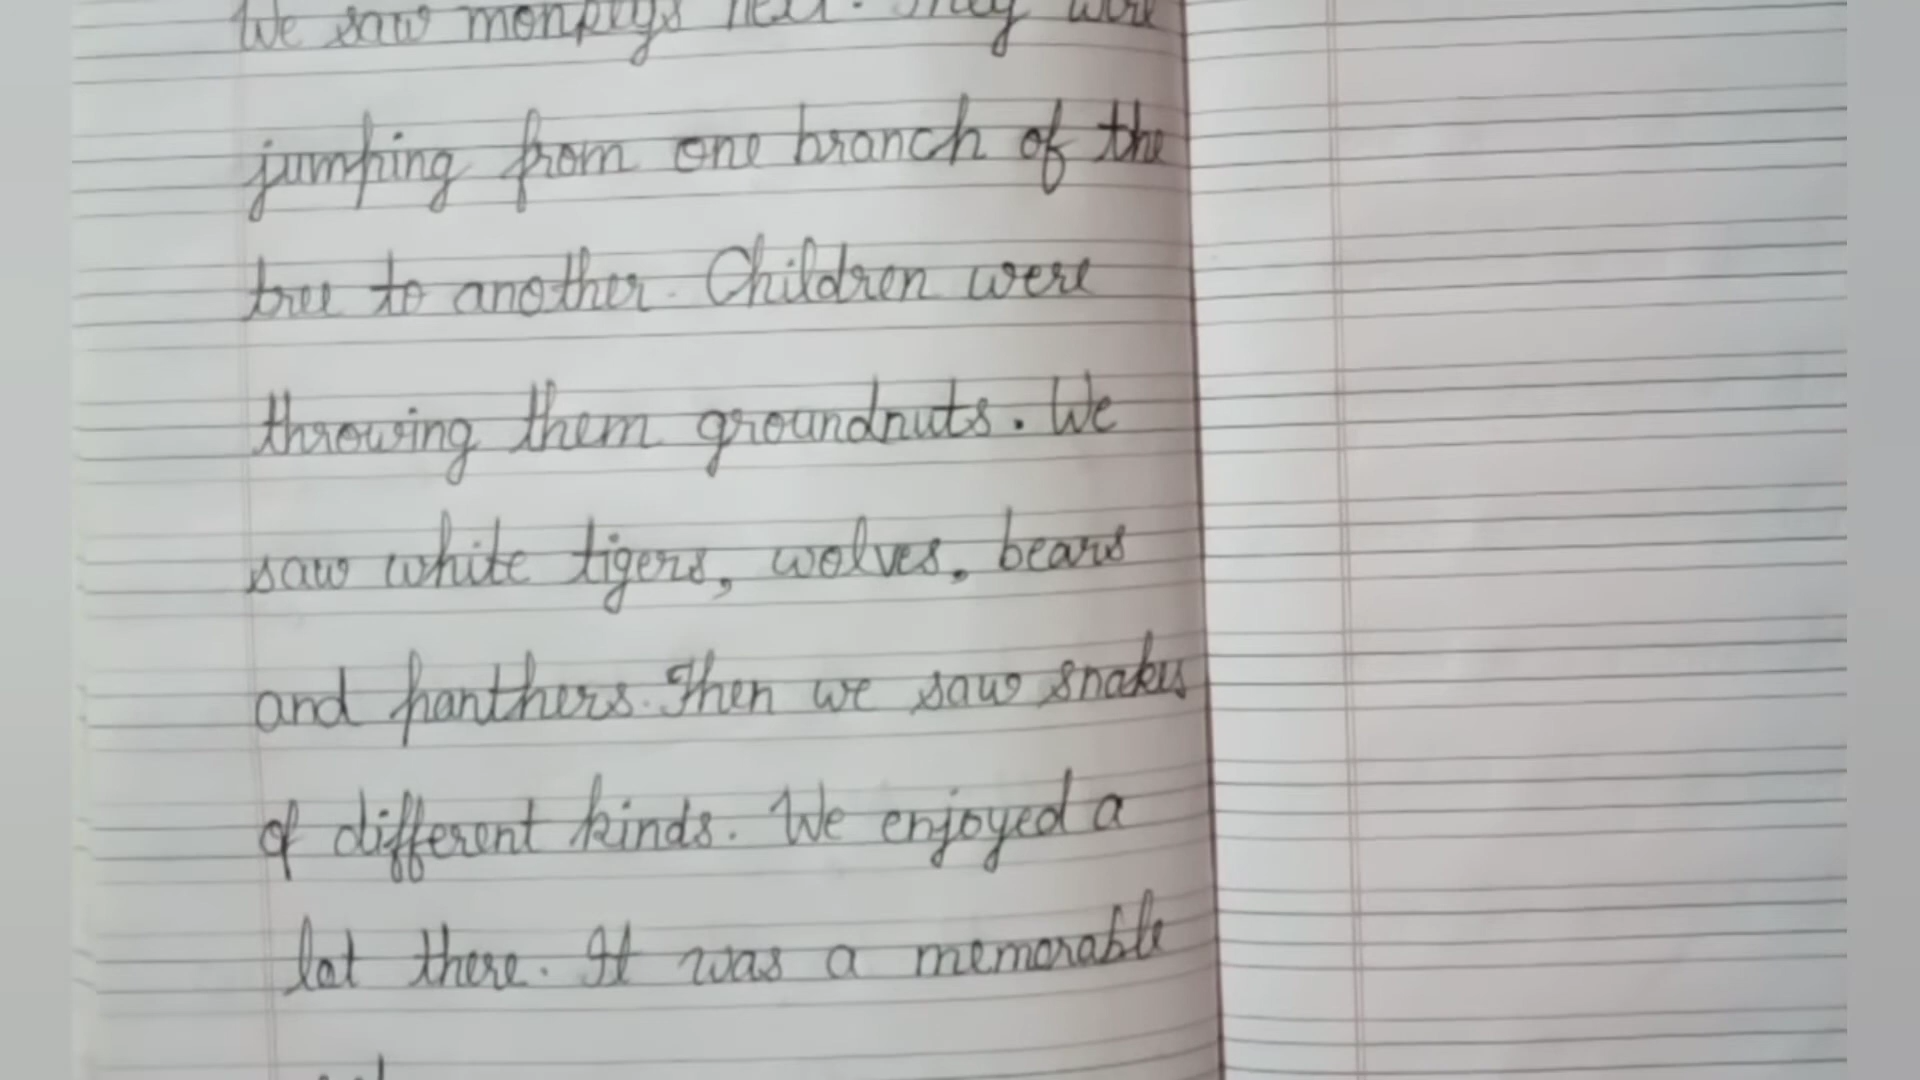 We saw monkeys next. They were
jumping from one branch of the
tree to another. Children were
throwing them groundnuts. We
saw white tigers, wolves, bears
and panthers. Then we saw snakes
of different kinds. We enjoyed a
lot there. It was a memorable